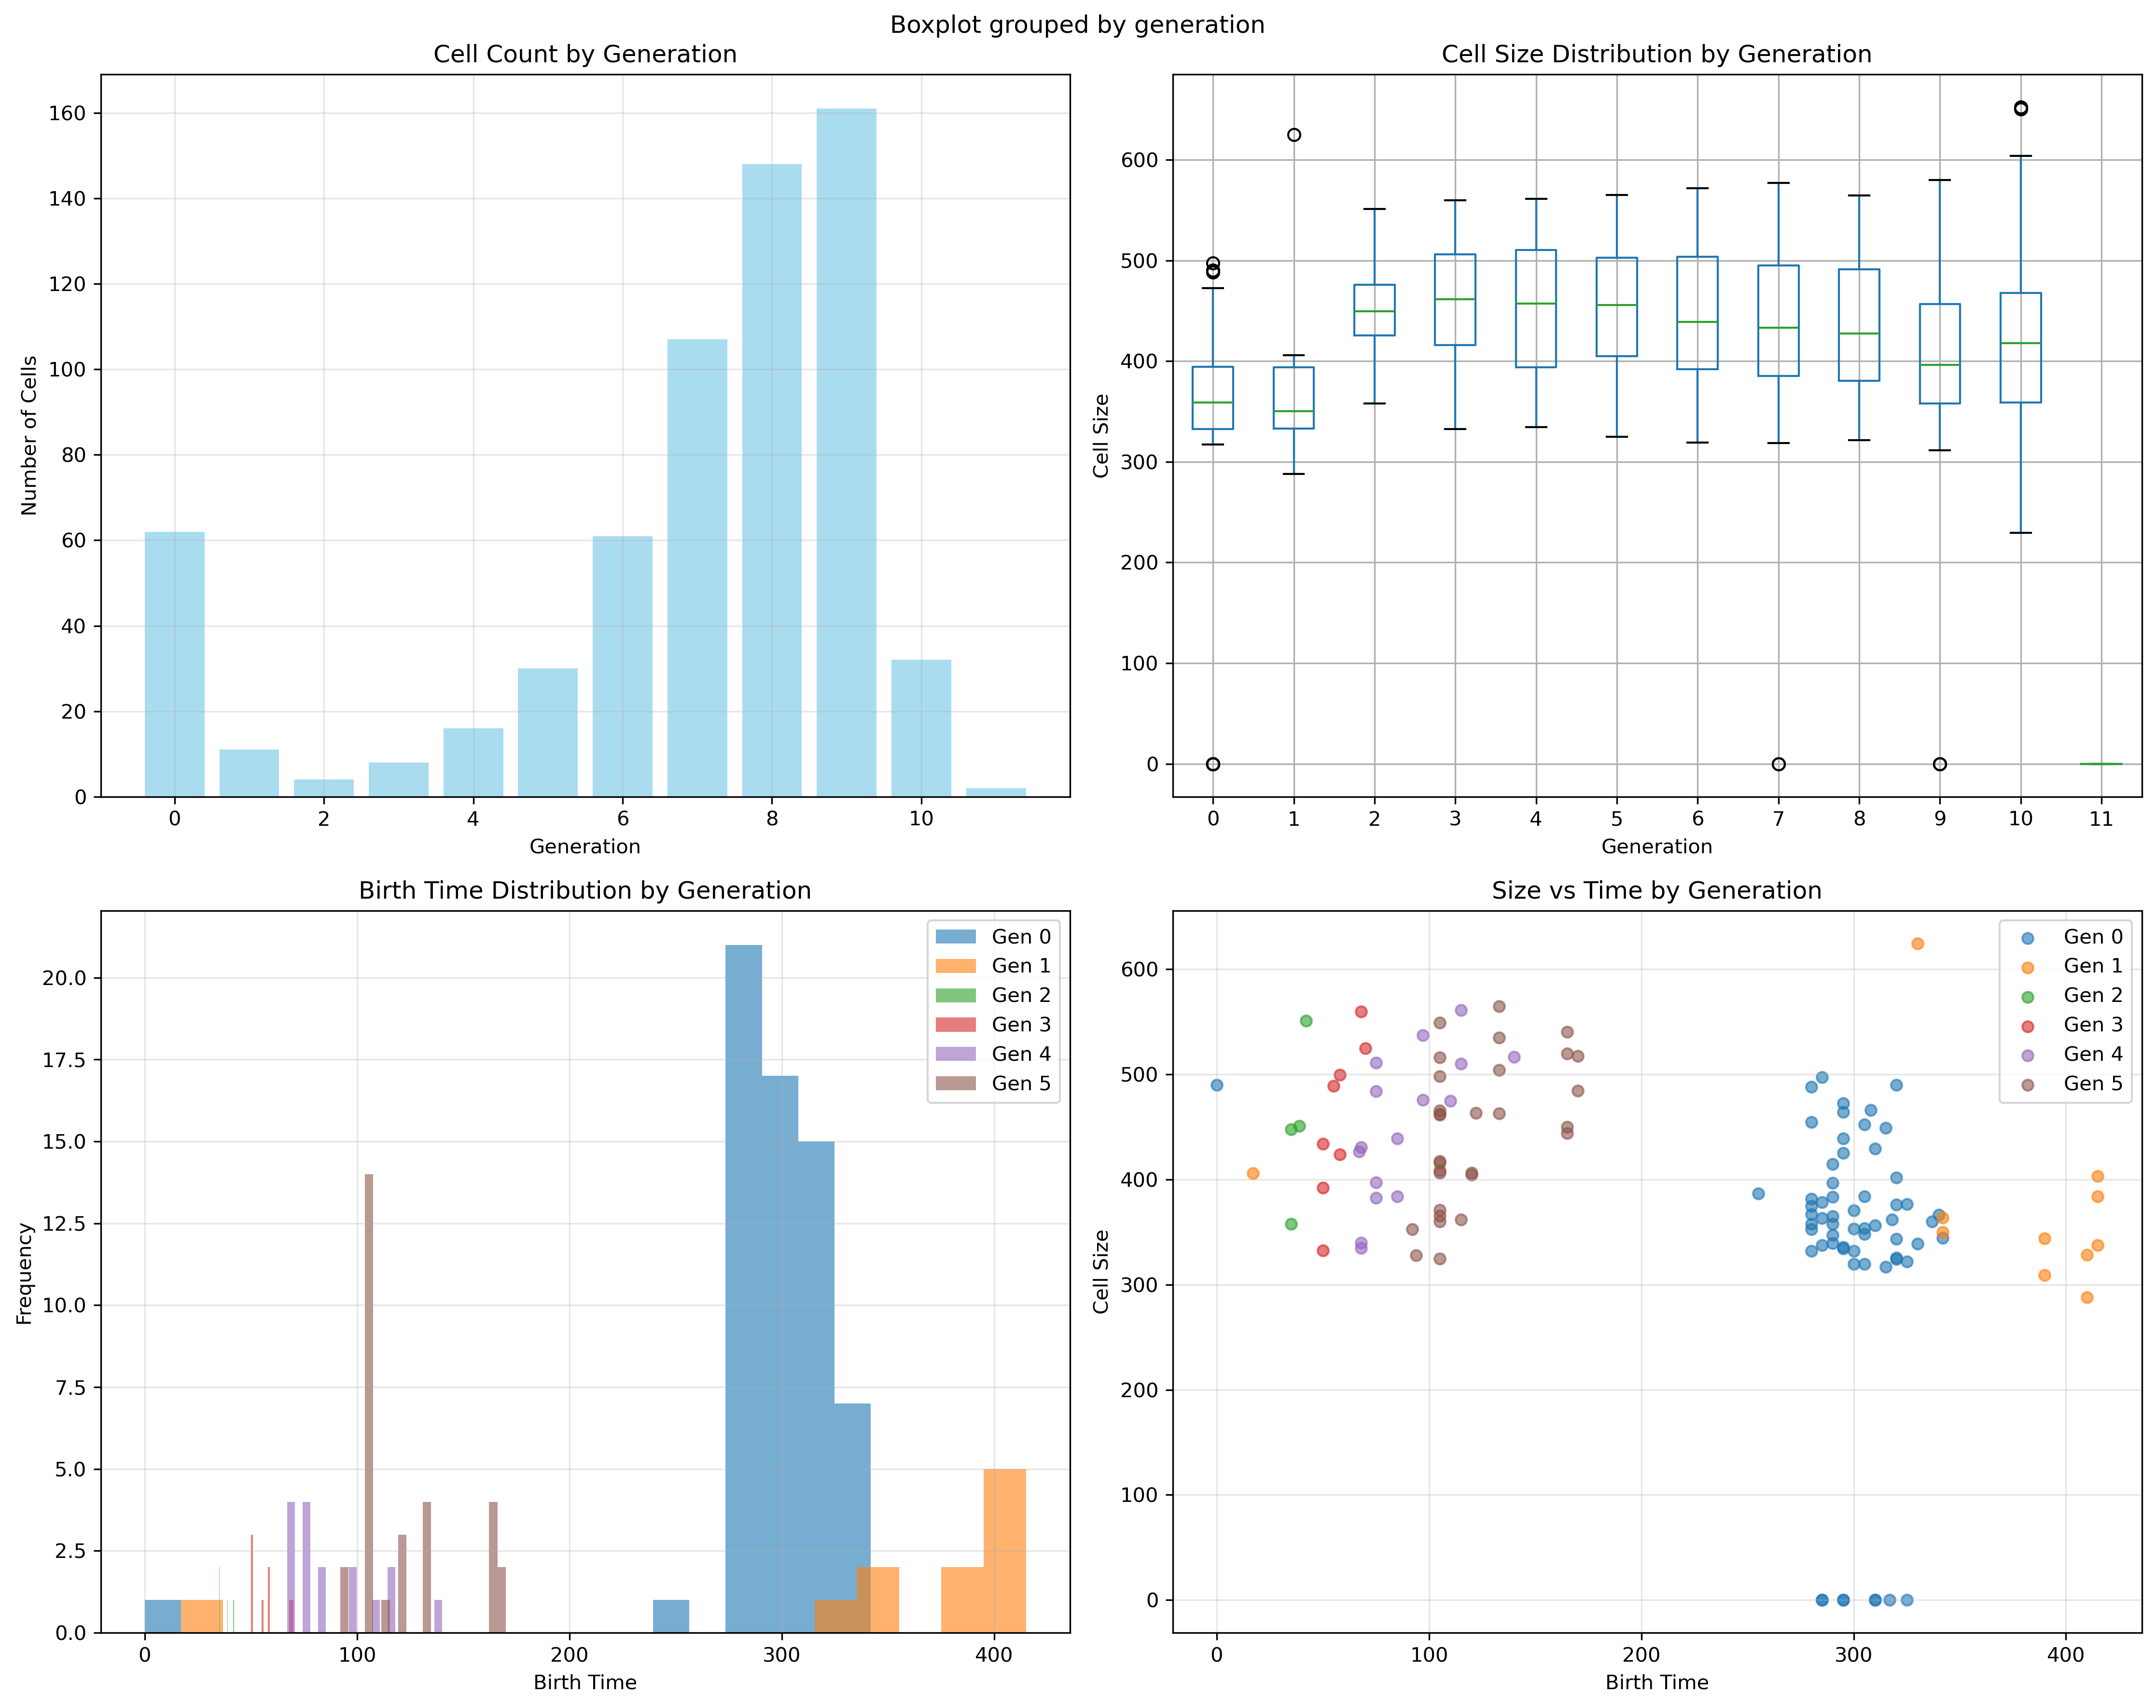 Boxplot grouped by generation
Cell Count by Generation
Number of Cells
160
140
120
100
80
60
40
20
0
0 2 4 6 8 10
Generation
Cell Size Distribution by Generation
Cell Size
600
500
400
300
200
100
0
0 1 2 3 4 5 6 7 8 9 10 11
Generation
Birth Time Distribution by Generation
Frequency
20.0
17.5
15.0
12.5
10.0
7.5
5.0
2.5
0.0
0 100 200 300 400
Birth Time
Gen 0
Gen 1
Gen 2
Gen 3
Gen 4
Gen 5
Size vs Time by Generation
Cell Size
600
500
400
300
200
100
0
0 100 200 300 400
Birth Time
Gen 0
Gen 1
Gen 2
Gen 3
Gen 4
Gen 5